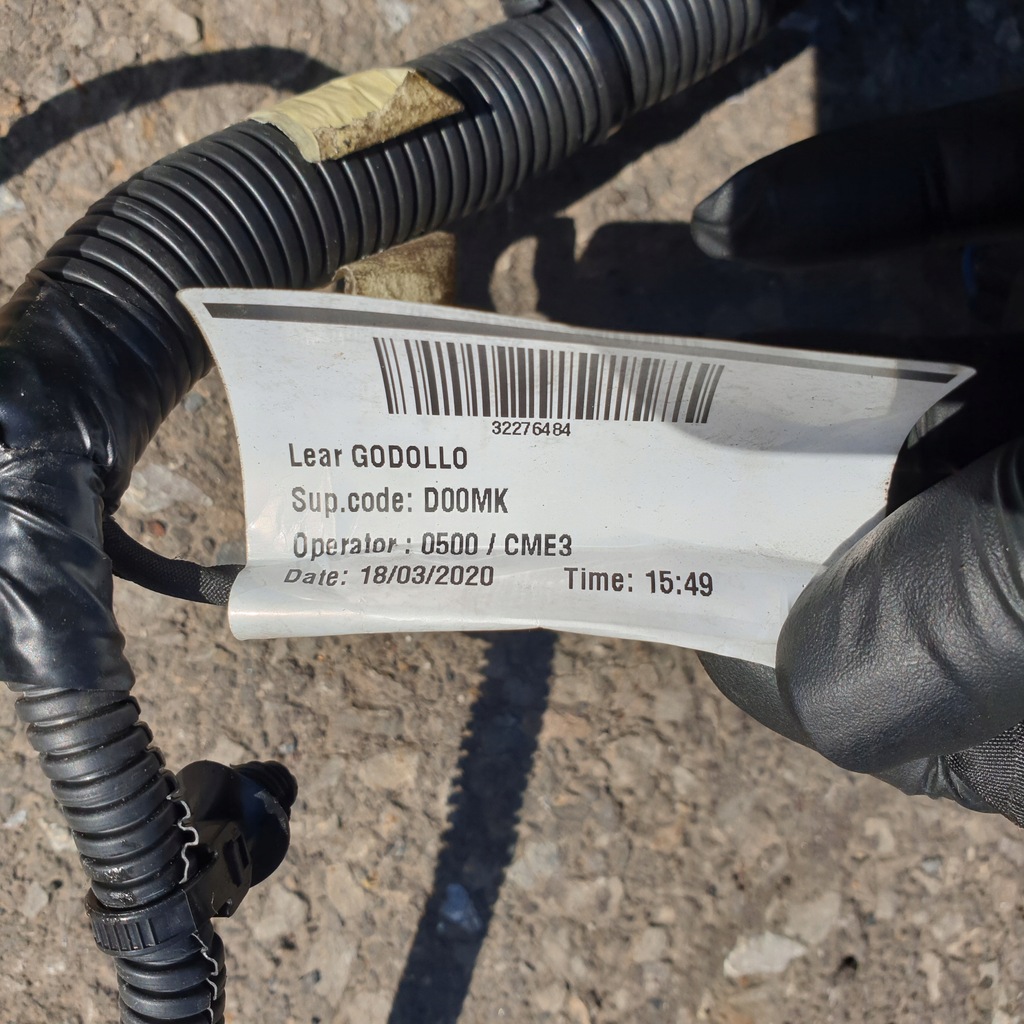 32276484
Lear GODOLLO
Sup.code: D00MK
Operator : 0500 / CME3
Date: 18/03/2020 Time: 15:49